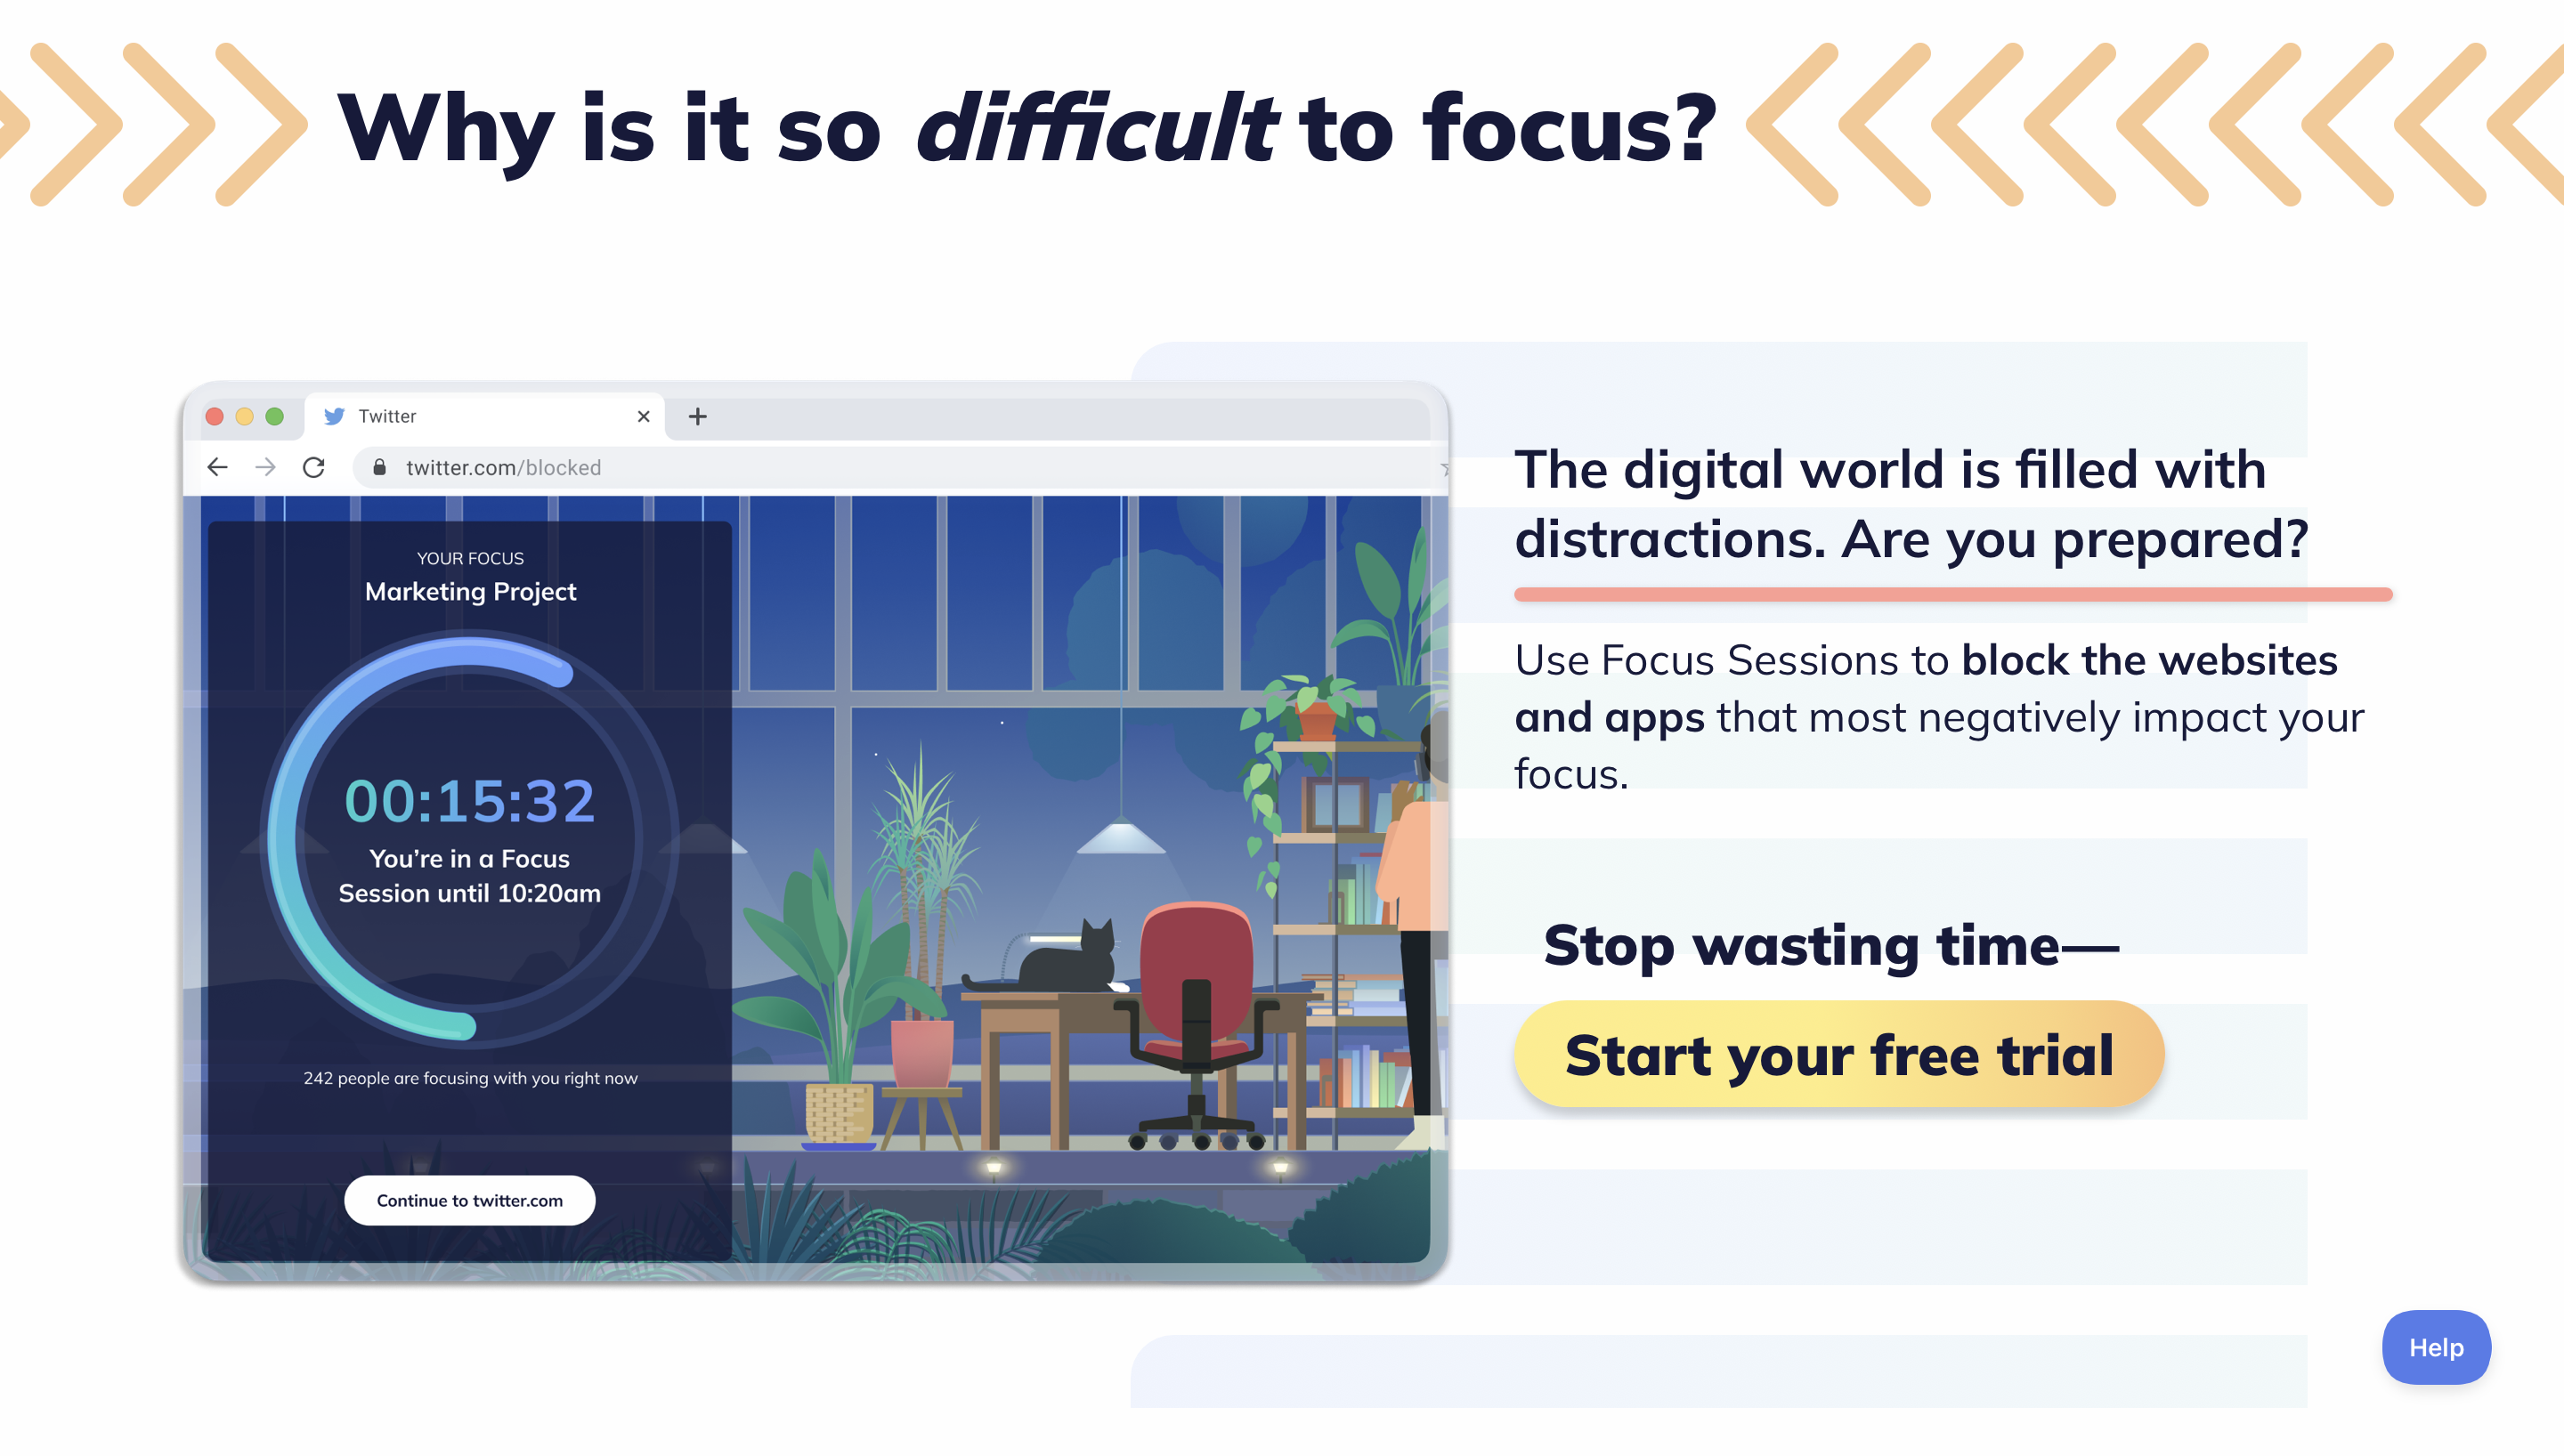 Why is it so difficult to focus?
Twitter
twitter.com/blocked
YOUR FOCUS
Marketing Project
00:15:32
You’re in a Focus
Session until 10:20am
242 people are focusing with you right now
Continue to twitter.com
The digital world is filled with
distractions. Are you prepared?
Use Focus Sessions to block the websites
and apps that most negatively impact your
focus.
Stop wasting time—
Start your free trial
Help